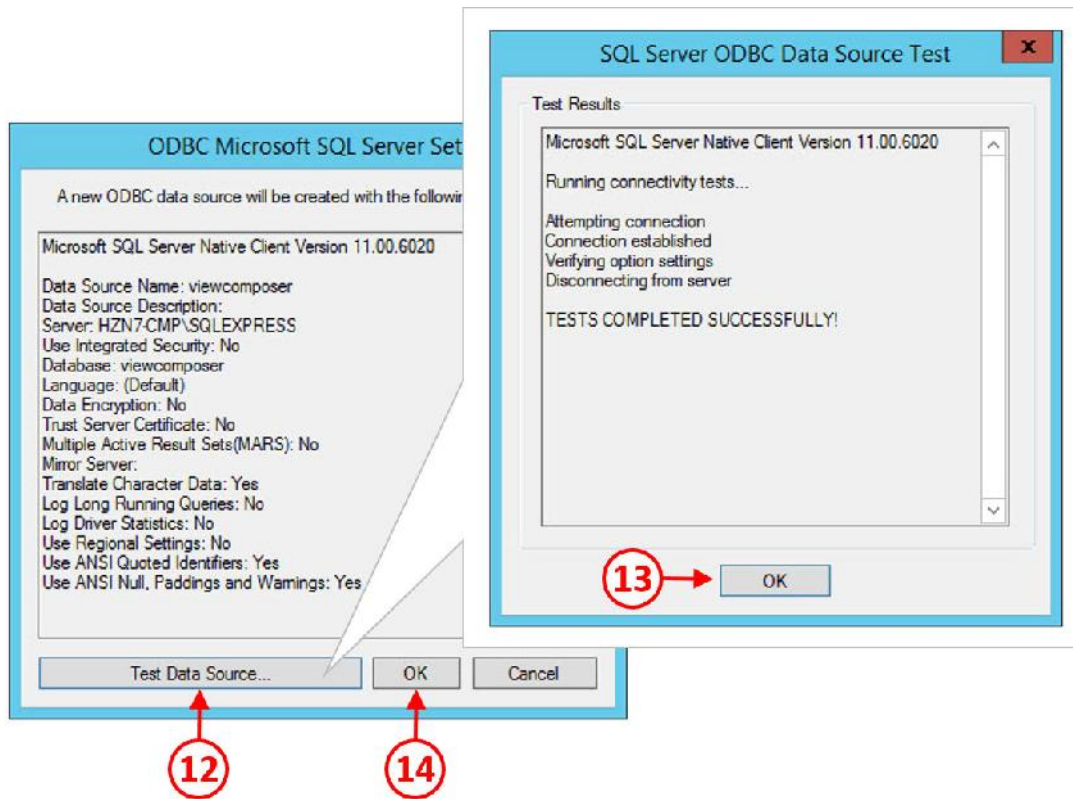 SQL Server ODBC Data Source Test
x
Test Results
Microsoft SQL Server Native Client Version 11.00.6020
Running connectivity tests...
Attempting connection
Connection established
Verifying option settings
Disconnecting from server
TESTS COMPLETED SUCCESSFULLY!
13
OK
ODBC Microsoft SQL Server Set
A new ODBC data source will be created with the followin
Microsoft SQL Server Native Client Version 11.00.6020
Data Source Name: viewcomposer
Data Source Description:
Server: HZN7-CMP\SQLEXPRESS
Use Integrated Security: No
Database: viewcomposer
Language: (Default)
Data Encryption: No
Trust Server Certificate: No
Multiple Active Result Sets(MARS): No
Mirror Server:
Translate Character Data: Yes
Log Long Running Queries: No
Log Driver Statistics: No
Use Regional Settings: No
Use ANSI Quoted Identifiers: Yes
Use ANSI Null, Paddings and Warnings: Yes
Test Data Source...
OK
Cancel
12
14